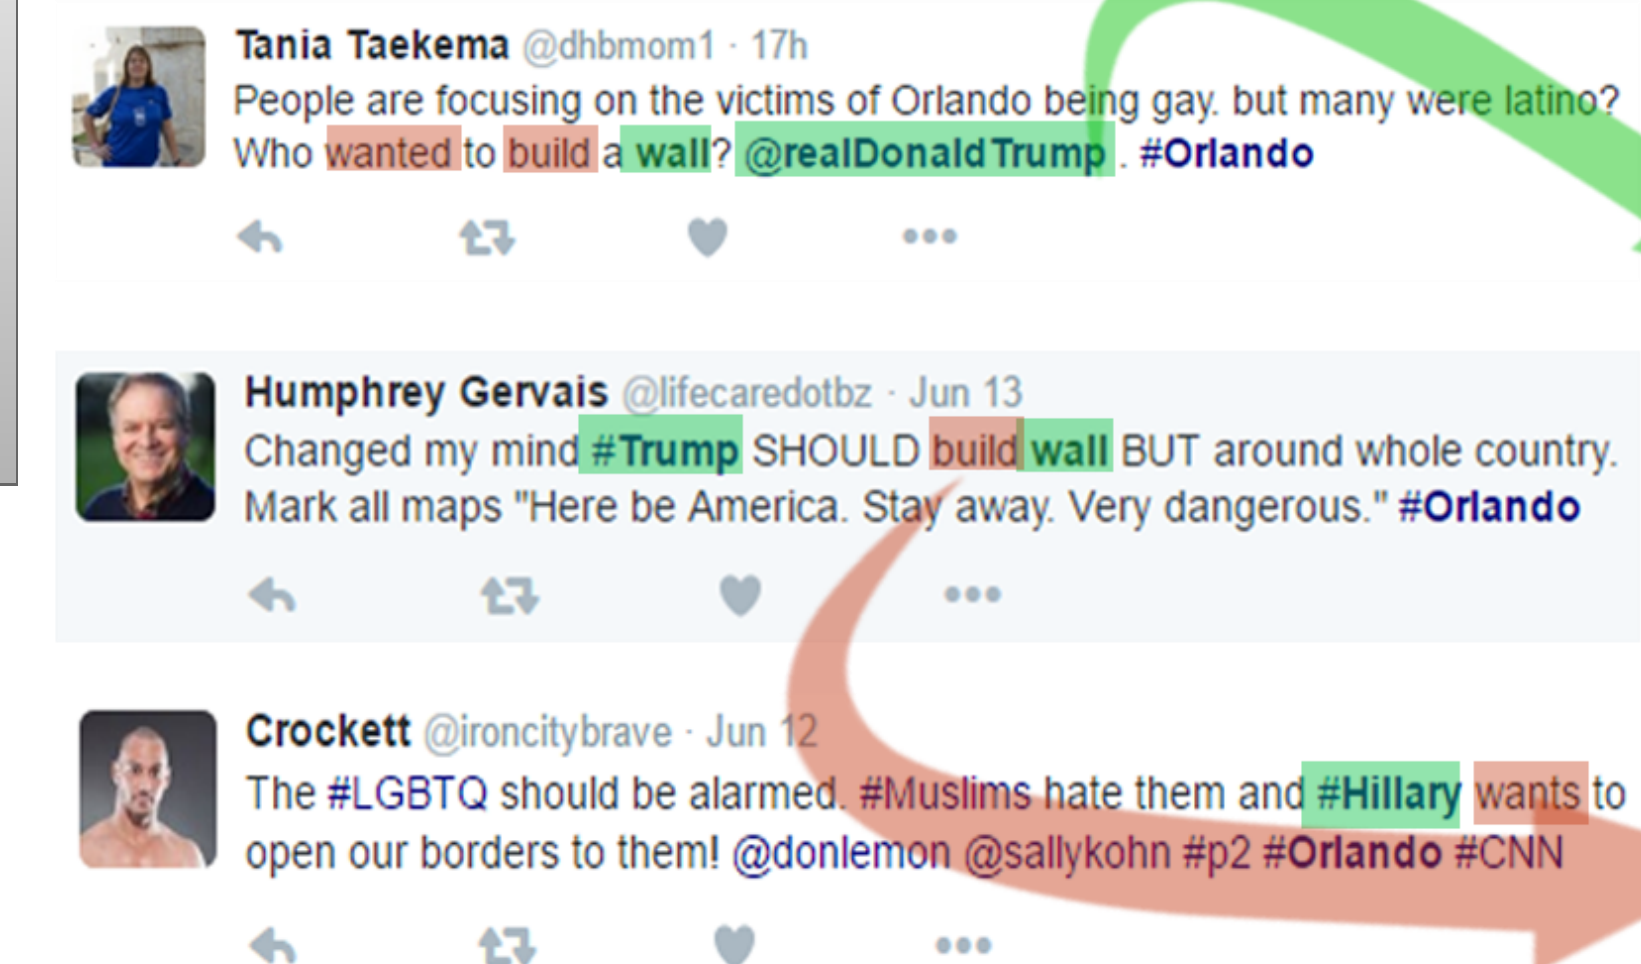 Tania Taekema @dhbmom1 · 17h
People are focusing on the victims of Orlando being gay. but many were latino?
Who wanted to build a wall? @realDonaldTrump . #Orlando
Humphrey Gervais @lifecaredotbz · Jun 13
Changed my mind #Trump SHOULD build wall BUT around whole country.
Mark all maps "Here be America. Stay away. Very dangerous." #Orlando
Crockett @ironcitybrave · Jun 12
The #LGBTQ should be alarmed. #Muslims hate them and #Hillary wants to
open our borders to them! @donlemon @sallykohn #p2 #Orlando #CNN